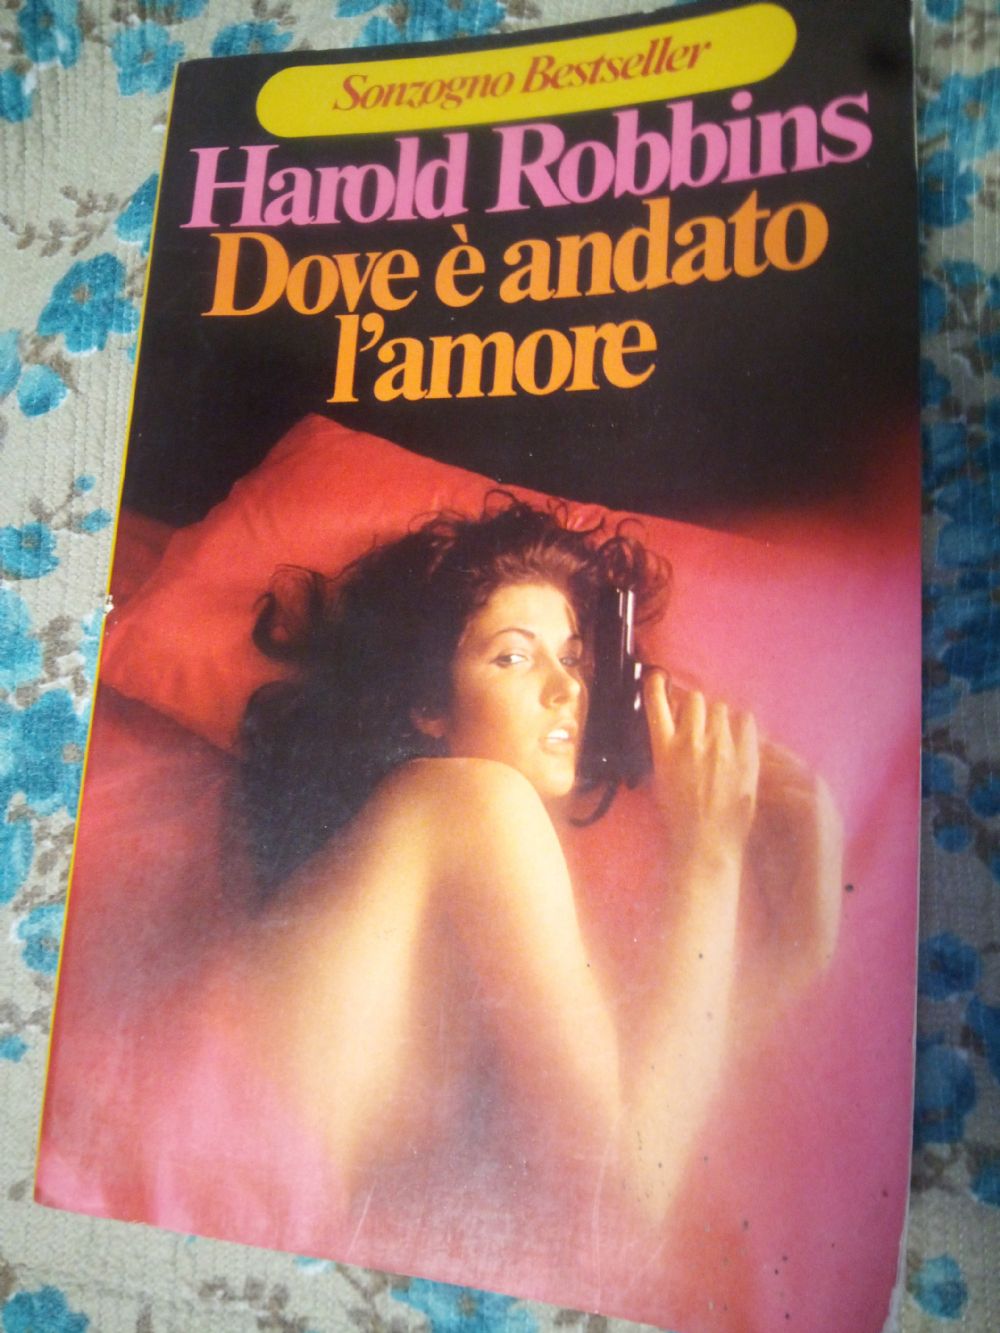 Sonzogno Bestseller
Harold Robbins
Dove è andato
l'amore